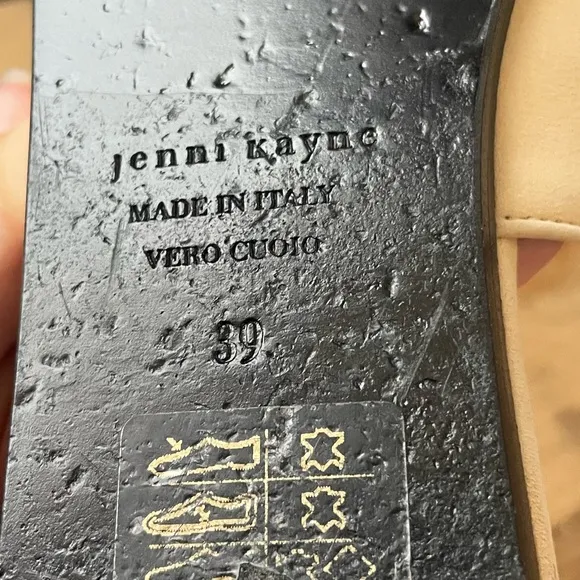 Jenni Kayne
MADE IN ITALY
VERO CUOIO
39